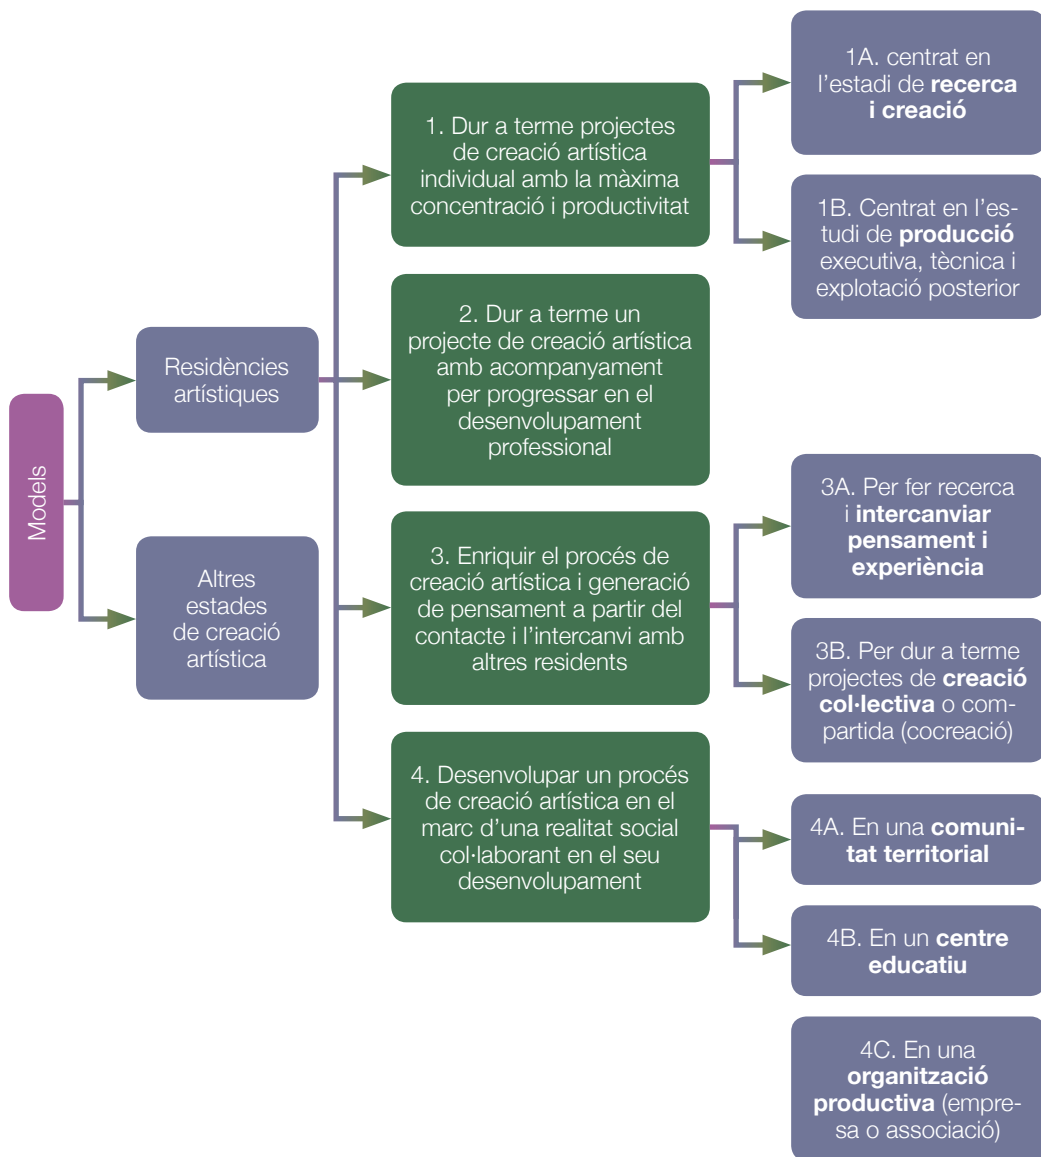 Models
Residències
artístiques
Altres
estades
de creació
artística
1. Dur a terme projectes
de creació artística
individual amb la màxima
concentració i productivitat
2. Dur a terme un
projecte de creació artística
amb acompanyament
per progressar en el
desenvolupament
professional
3. Enriquir el procés de
creació artística i generació
de pensament a partir del
contacte i l’intercanvi amb
altres residents
4. Desenvolupar un procés
de creació artística en el
marc d’una realitat social
col·laborant en el seu
desenvolupament
1A. centrat en
l’estadi de recerca
i creació
1B. Centrat en l’es-
tudi de producció
executiva, tècnica i
explotació posterior
3A. Per fer recerca
i intercanviar
pensament i
experiència
3B. Per dur a terme
projectes de creació
col·lectiva o com-
partida (cocreació)
4A. En una comuni-
tat territorial
4B. En un centre
educatiu
4C. En una
organització
productiva (empre-
sa o associació)